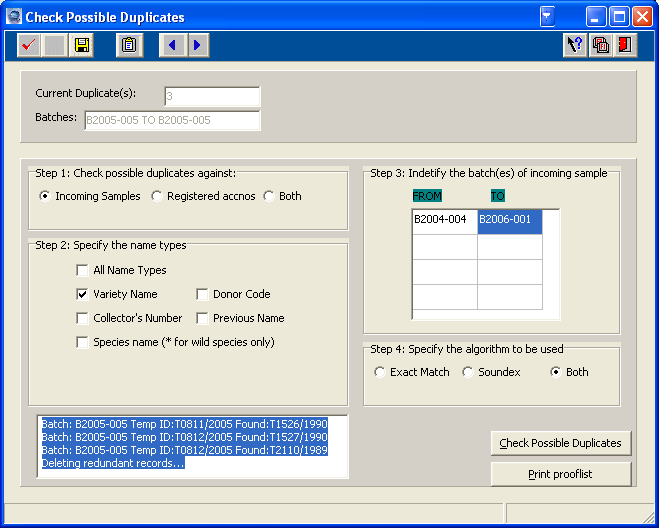 Check Possible Duplicates
Current Duplicate(s): 3
Batches: B2005-005 TO B2005-005
Step 1: Check possible duplicates against:
Incoming Samples Registered accnos Both
Step 2: Specify the name types
All Name Types
Variety Name Donor Code
Collector's Number Previous Name
Species name (* for wild species only)
Step 3: Indetify the batch(es) of incoming sample
FROM TO
B2004-004 B2006-001
Step 4: Specify the algorithm to be used
Exact Match Soundex Both
Batch: B2005-005 Temp ID:T0811/2005 Found:T1526/1990
Batch: B2005-005 Temp ID:T0812/2005 Found:T1527/1990
Batch: B2005-005 Temp ID:T0812/2005 Found:T2110/1989
Deleting redundant records...
Check Possible Duplicates
Print prooflist